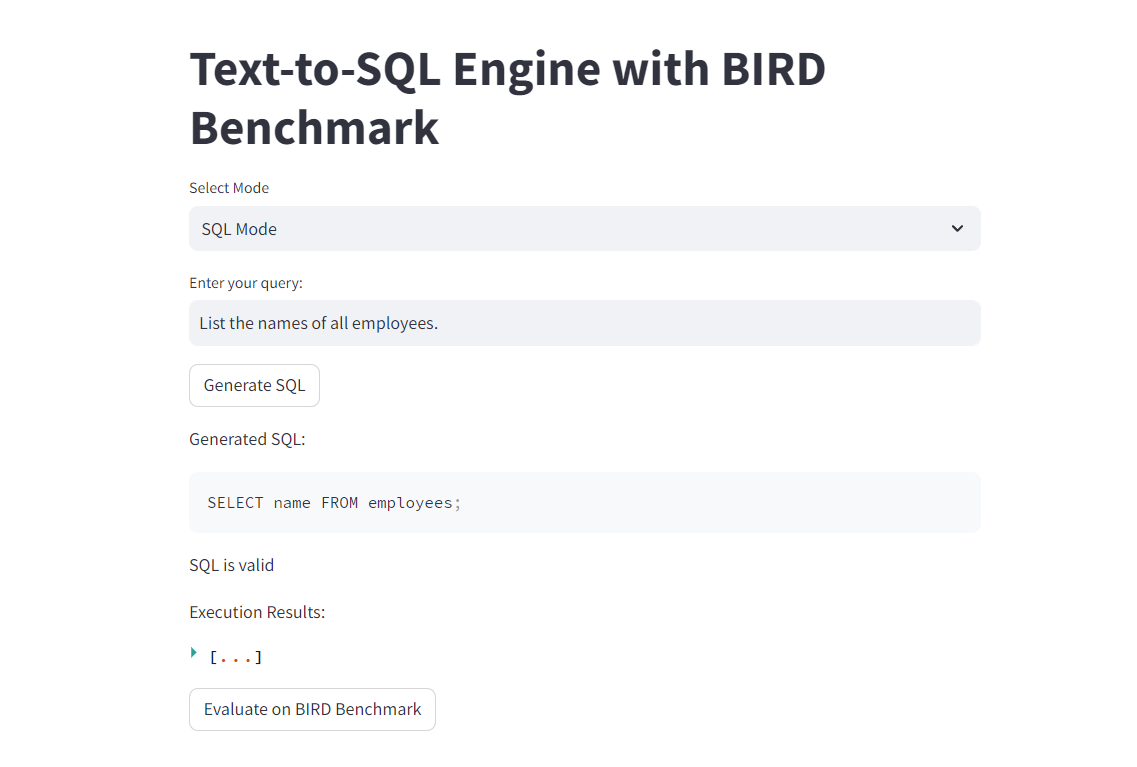 Text-to-SQL Engine with BIRD
Benchmark
Select Mode
SQL Mode
Enter your query:
List the names of all employees.
Generate SQL
Generated SQL:
SELECT name FROM employees;
SQL is valid
Execution Results:
[...]
Evaluate on BIRD Benchmark